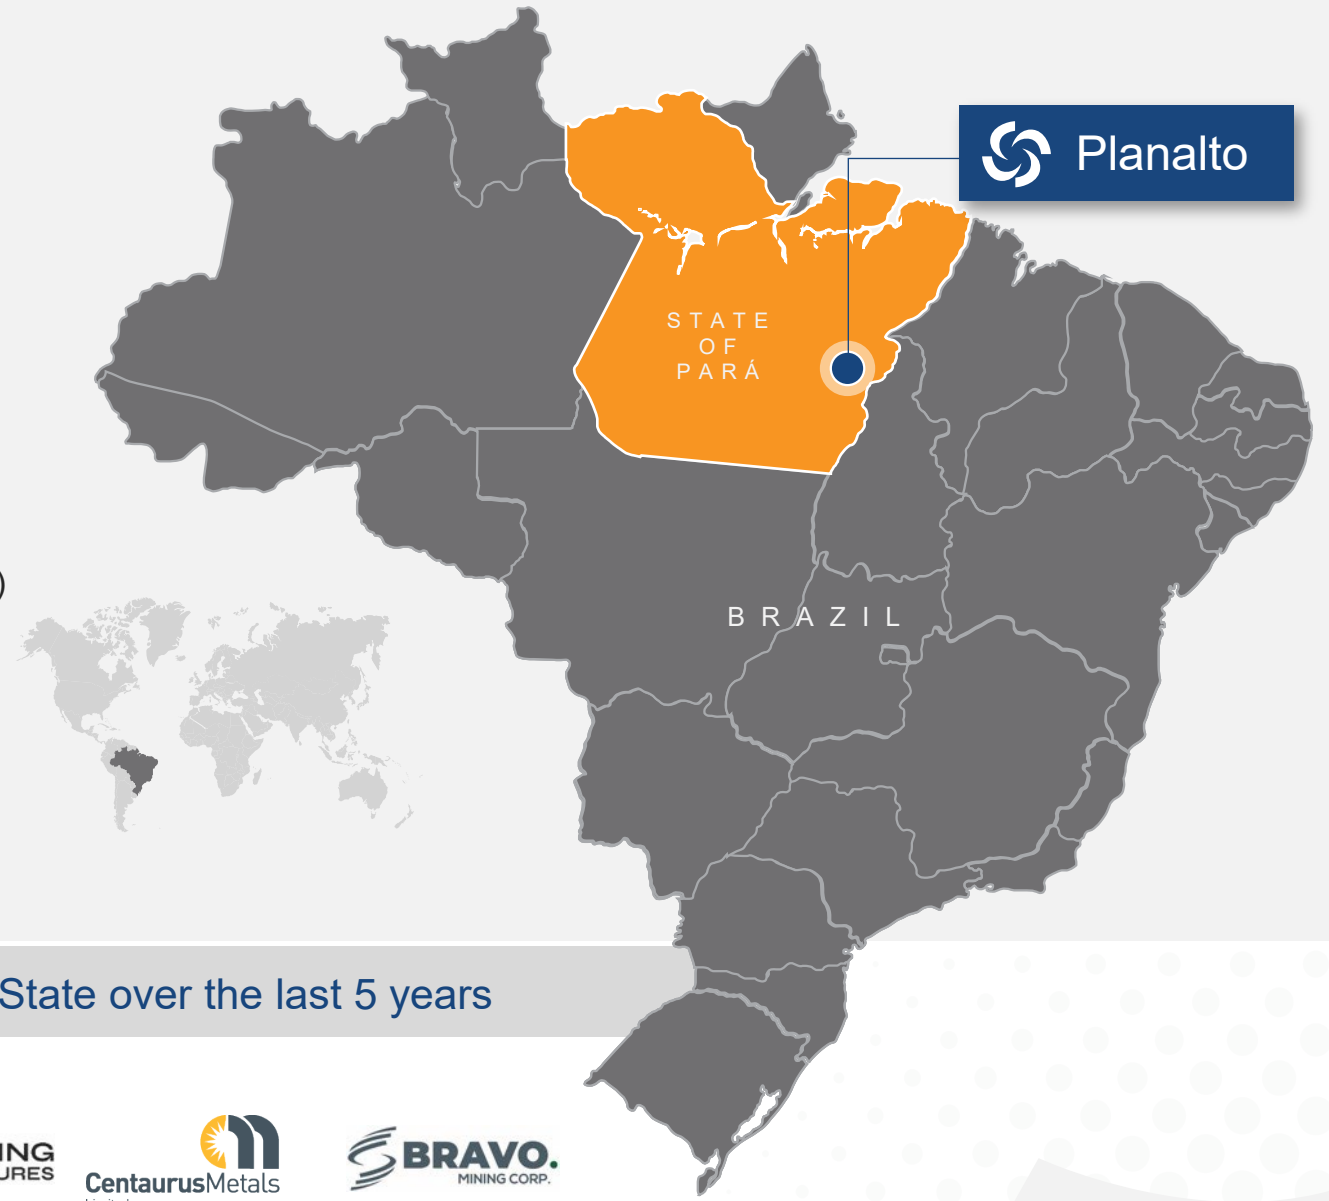 Planalto
STATE
OF
PARÁ
)
BRAZIL
State over the last 5 years
ING
URES
CentaurusMetals
BRAVO.
MINING CORP.